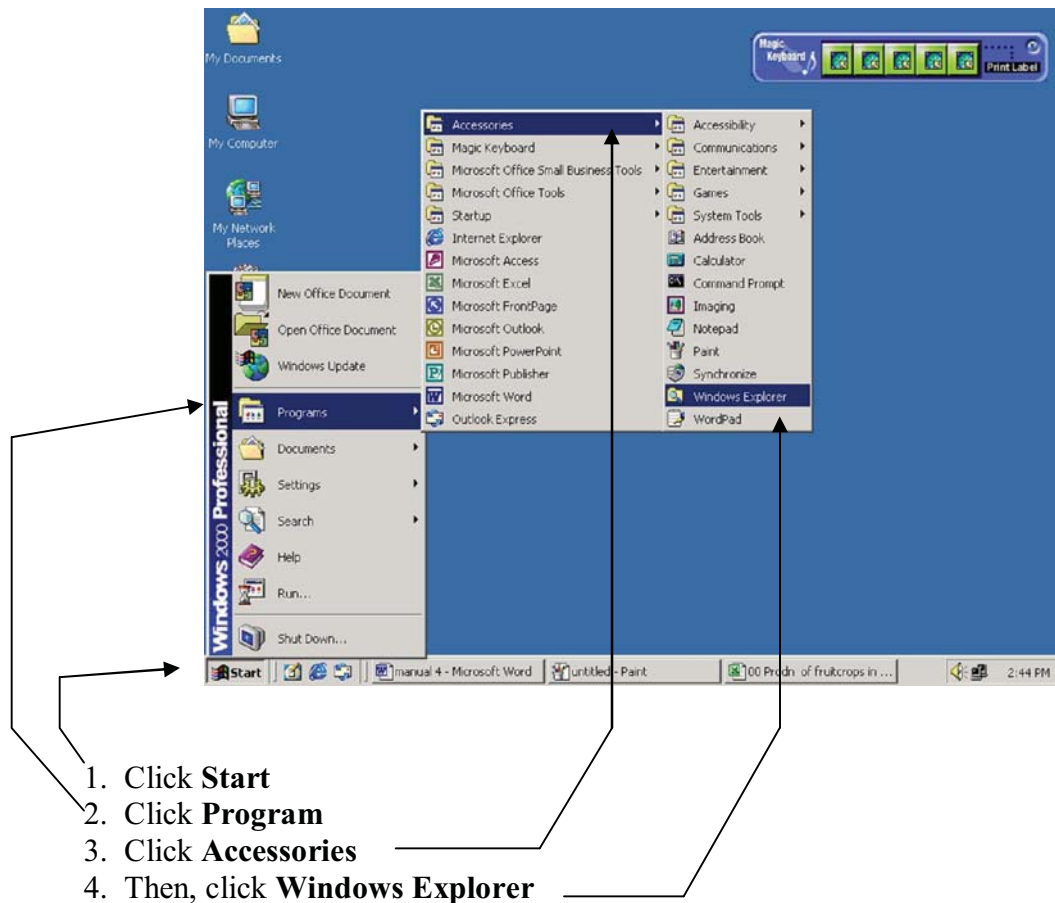 My Documents
Magic
Keyboard
Print Label
My Computer
My Network
Places
Accessories
Magic Keyboard
Microsoft Office Small Business Tools
Microsoft Office Tools
Startup
Internet Explorer
Microsoft Access
Microsoft Excel
Microsoft FrontPage
Microsoft Outlook
Microsoft PowerPoint
Microsoft Publisher
Microsoft Word
Outlook Express
Accessibility
Communications
Entertainment
Games
System Tools
Address Book
Calculator
Command Prompt
Imaging
Notepad
Paint
Synchronize
Windows Explorer
WordPad
New Office Document
Open Office Document
Windows Update
Programs
Documents
Settings
Search
Help
Run...
Shut Down...
Windows 2000 Professional
Start
manual 4 - Microsoft Word
untitled - Paint
00 Prodn of fruitcrops in ...
2:44 PM
1. Click Start
2. Click Program
3. Click Accessories
4. Then, click Windows Explorer